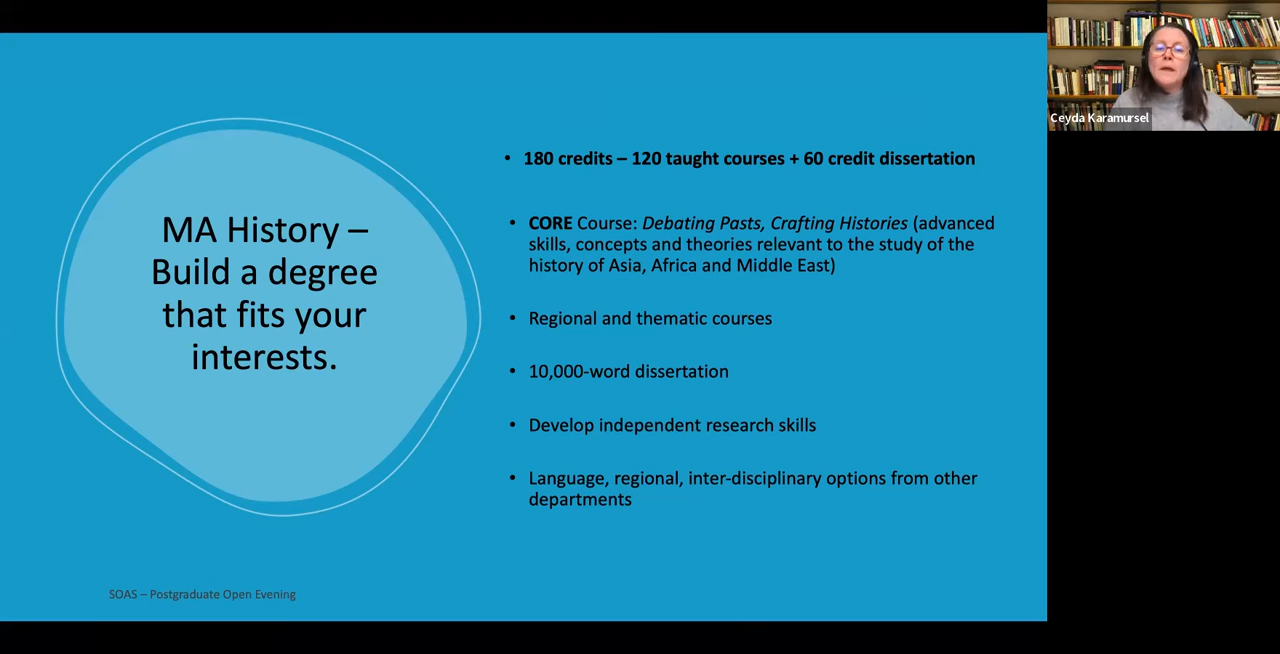 MA History –
Build a degree
that fits your
interests.
• 180 credits – 120 taught courses + 60 credit dissertation
• CORE Course: Debating Pasts, Crafting Histories (advanced
skills, concepts and theories relevant to the study of the
history of Asia, Africa and Middle East)
• Regional and thematic courses
• 10,000-word dissertation
• Develop independent research skills
• Language, regional, inter-disciplinary options from other
departments
SOAS – Postgraduate Open Evening
Ceyda Karamursel